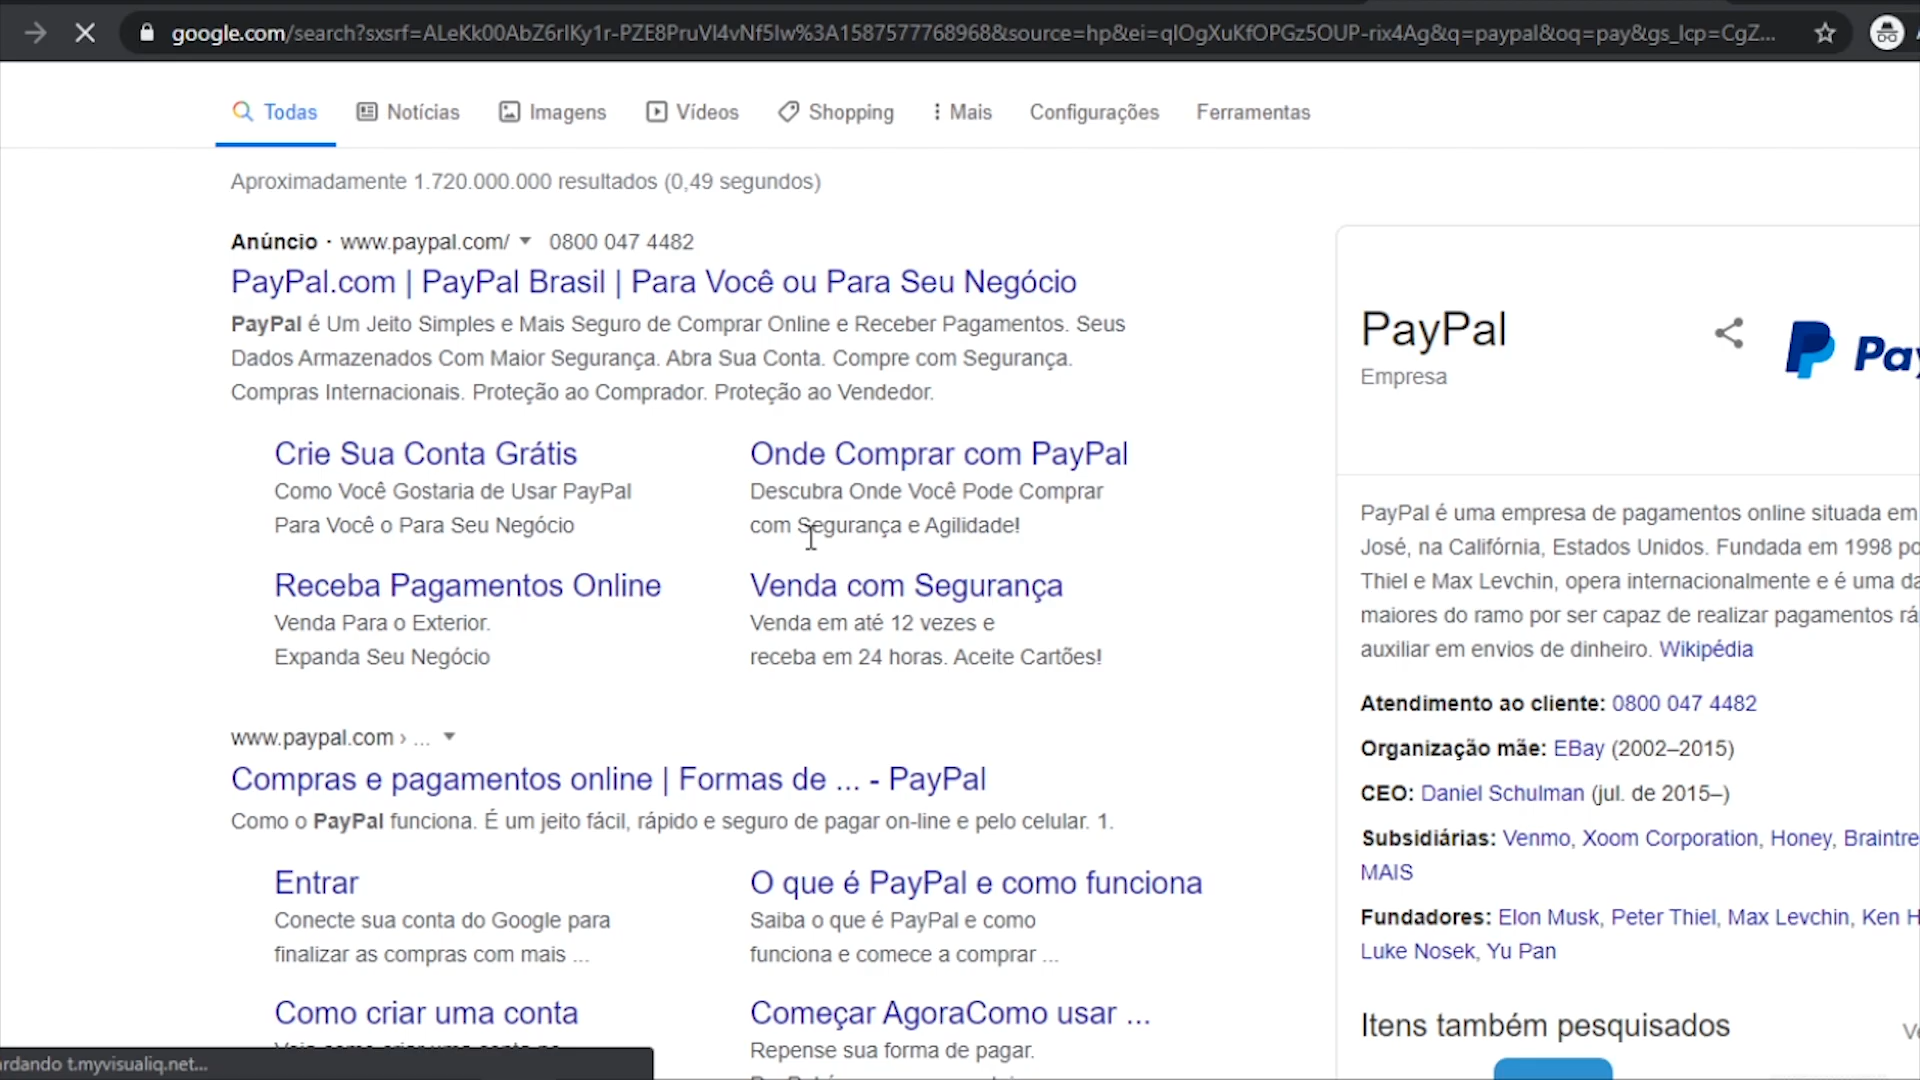 google.com/search?sxsrf=ALeKk00AbZ6rIKy1r-PZE8PruVl4vNf5Iw%3A1587577768968&source=hp&ei=qIOgXuKfOPGz5OUP-rix4Ag&q=paypal&oq=pay&gs_lcp=CgZ...
Todas Notícias Imagens Vídeos Shopping Mais Configurações Ferramentas
Aproximadamente 1.720.000.000 resultados (0,49 segundos)
Anúncio · www.paypal.com/ 0800 047 4482
PayPal.com | PayPal Brasil | Para Você ou Para Seu Negócio
PayPal é Um Jeito Simples e Mais Seguro de Comprar Online e Receber Pagamentos. Seus
Dados Armazenados Com Maior Segurança. Abra Sua Conta. Compre com Segurança.
Compras Internacionais. Proteção ao Comprador. Proteção ao Vendedor.
Crie Sua Conta Grátis
Como Você Gostaria de Usar PayPal
Para Você o Para Seu Negócio
Onde Comprar com PayPal
Descubra Onde Você Pode Comprar
com Segurança e Agilidade!
Receba Pagamentos Online
Venda Para o Exterior.
Expanda Seu Negócio
Venda com Segurança
Venda em até 12 vezes e
receba em 24 horas. Aceite Cartões!
www.paypal.com › ...
Compras e pagamentos online | Formas de ... - PayPal
Como o PayPal funciona. É um jeito fácil, rápido e seguro de pagar on-line e pelo celular. 1.
Entrar
Conecte sua conta do Google para
finalizar as compras com mais ...
O que é PayPal e como funciona
Saiba o que é PayPal e como
funciona e comece a comprar ...
Como criar uma conta
Começar AgoraComo usar ...
Repense sua forma de pagar.
rdando t.myvisualiq.net...
PayPal
Empresa
Pay
PayPal é uma empresa de pagamentos online situada em
José, na Califórnia, Estados Unidos. Fundada em 1998 po
Thiel e Max Levchin, opera internacionalmente e é uma da
maiores do ramo por ser capaz de realizar pagamentos rá
auxiliar em envios de dinheiro. Wikipédia
Atendimento ao cliente: 0800 047 4482
Organização mãe: EBay (2002–2015)
CEO: Daniel Schulman (jul. de 2015–)
Subsidiárias: Venmo, Xoom Corporation, Honey, Braintre
MAIS
Fundadores: Elon Musk, Peter Thiel, Max Levchin, Ken H
Luke Nosek, Yu Pan
Itens também pesquisados